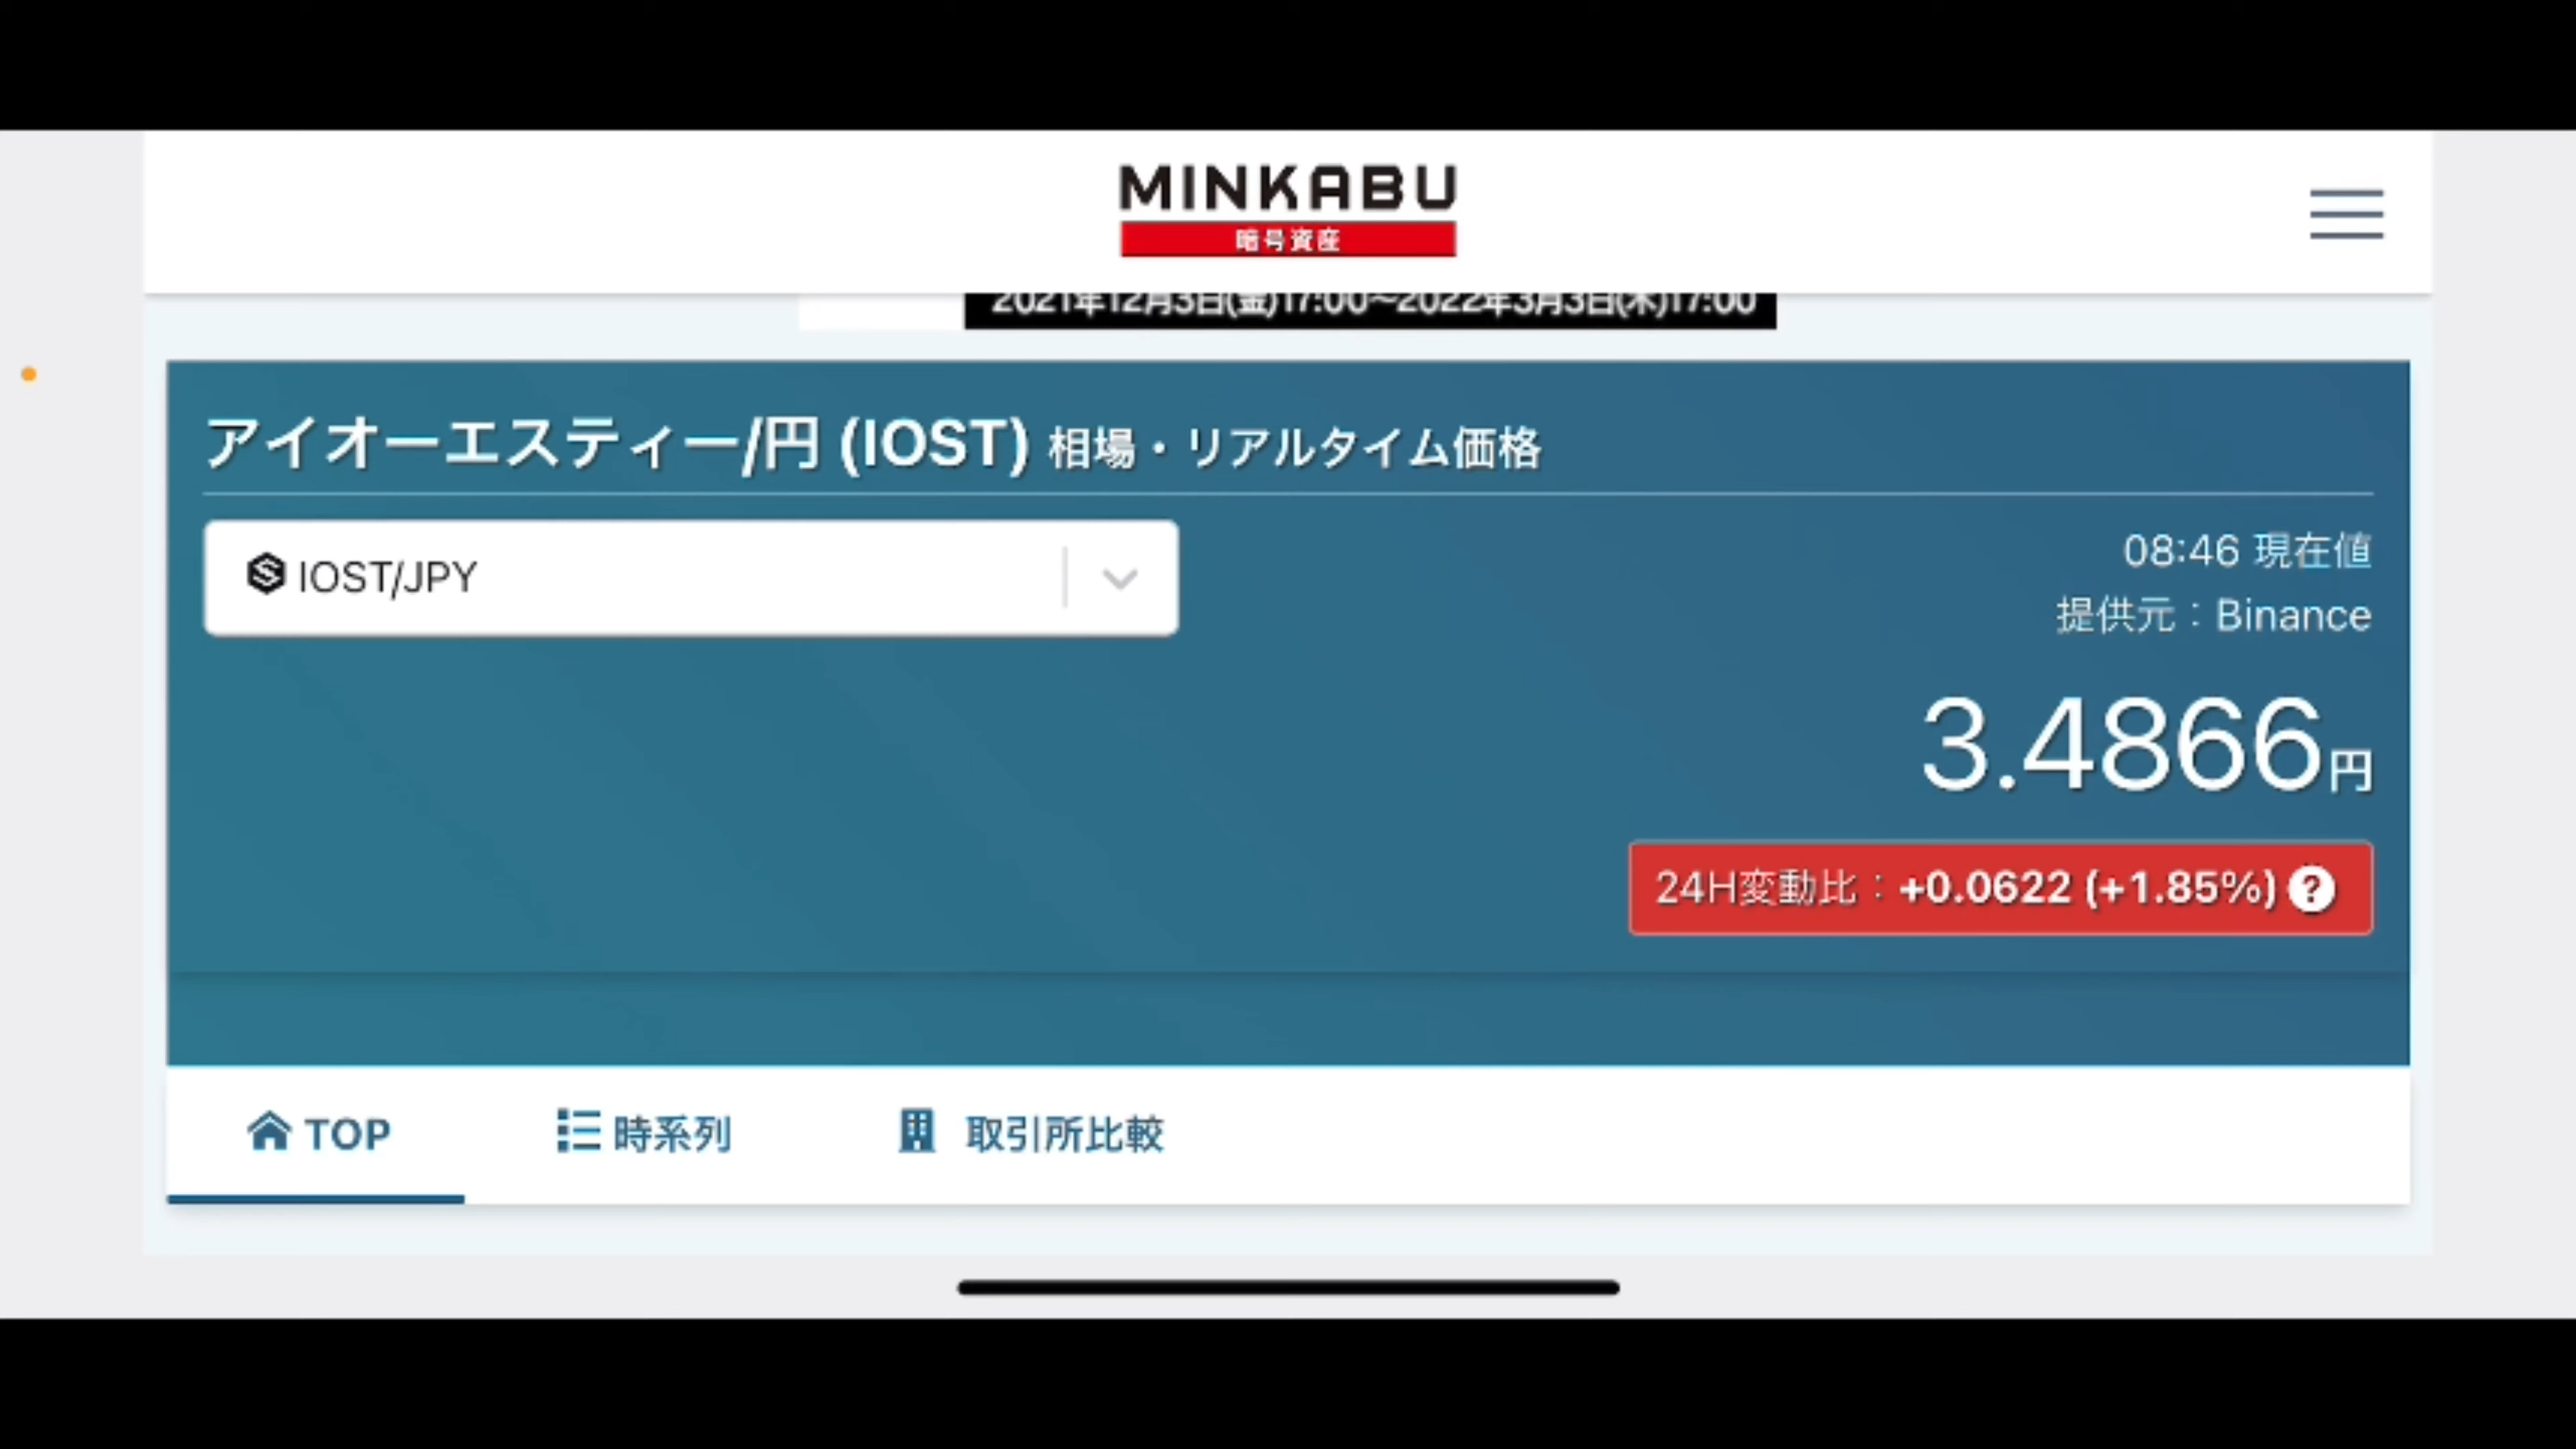 MINKABU
暗号資産
2021年12月3日(金)17:00〜2022年3月3日(木)17:00
アイオーエスティー/円 (IOST) 相場・リアルタイム価格
IOST/JPY
08:46 現在値
提供元：Binance
3.4866円
24H変動比：+0.0622 (+1.85%) ?
TOP 時系列 取引所比較